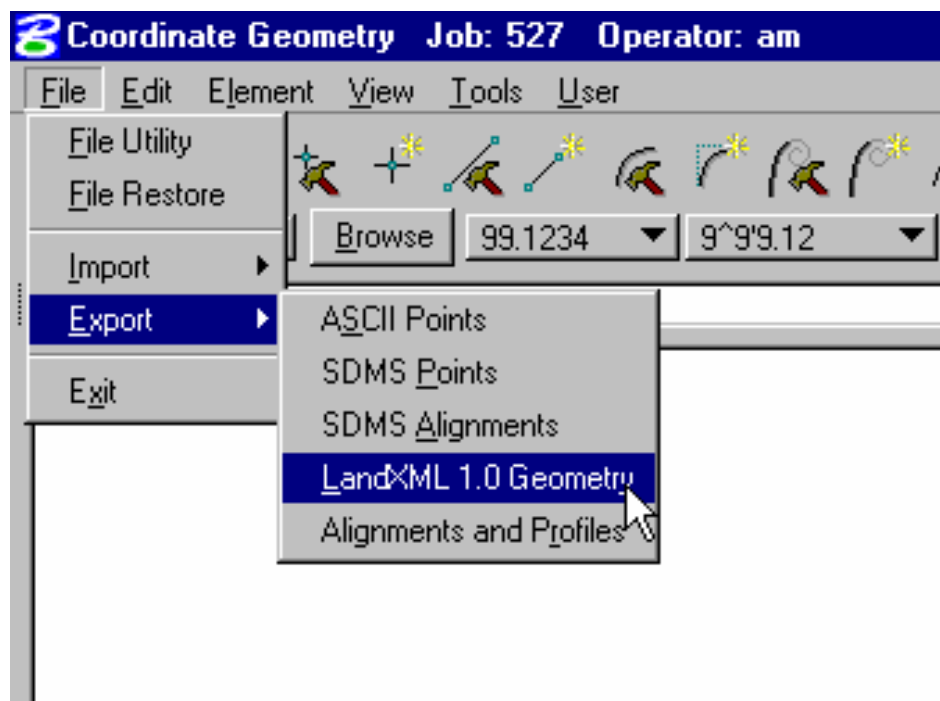 Coordinate Geometry Job: 527 Operator: am
File Edit Element View Tools User
File Utility
File Restore
Browse 99.1234 9^9'9.12
Import
Export
ASCII Points
SDMS Points
Exit
SDMS Alignments
LandXML 1.0 Geometry
Alignments and Profiles